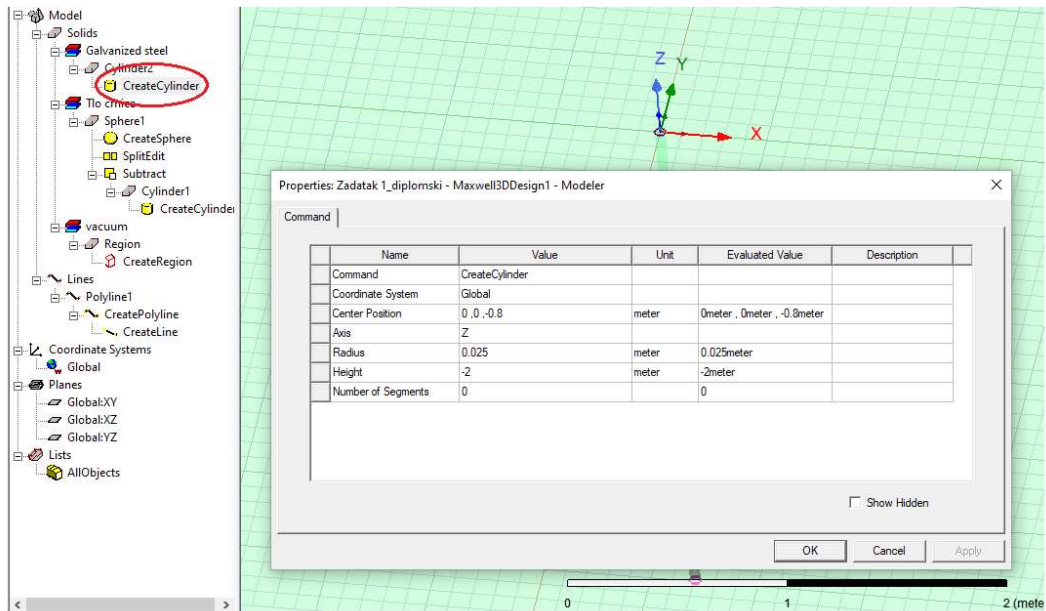 Model
Solids
Galvanized steel
Cylinder2
CreateCylinder
Tlo crnica
Sphere1
CreateSphere
SplitEdit
Subtract
Cylinder1
CreateCylinder
vacuum
Region
CreateRegion
Lines
Polyline1
CreatePolyline
CreateLine
Coordinate Systems
Global
Planes
Global:XY
Global:XZ
Global:YZ
Lists
AllObjects
Z
Y
X
Properties: Zadatak 1_diplomski - Maxwell3DDesign1 - Modeler
Command
Name Value Unit Evaluated Value Description
Command CreateCylinder
Coordinate System Global
Center Position 0 ,0 ,-0.8 meter 0meter , 0meter , -0.8meter
Axis Z
Radius 0.025 meter 0.025meter
Height -2 meter -2meter
Number of Segments 0 0
Show Hidden
OK Cancel Apply
0 1 2 (mete